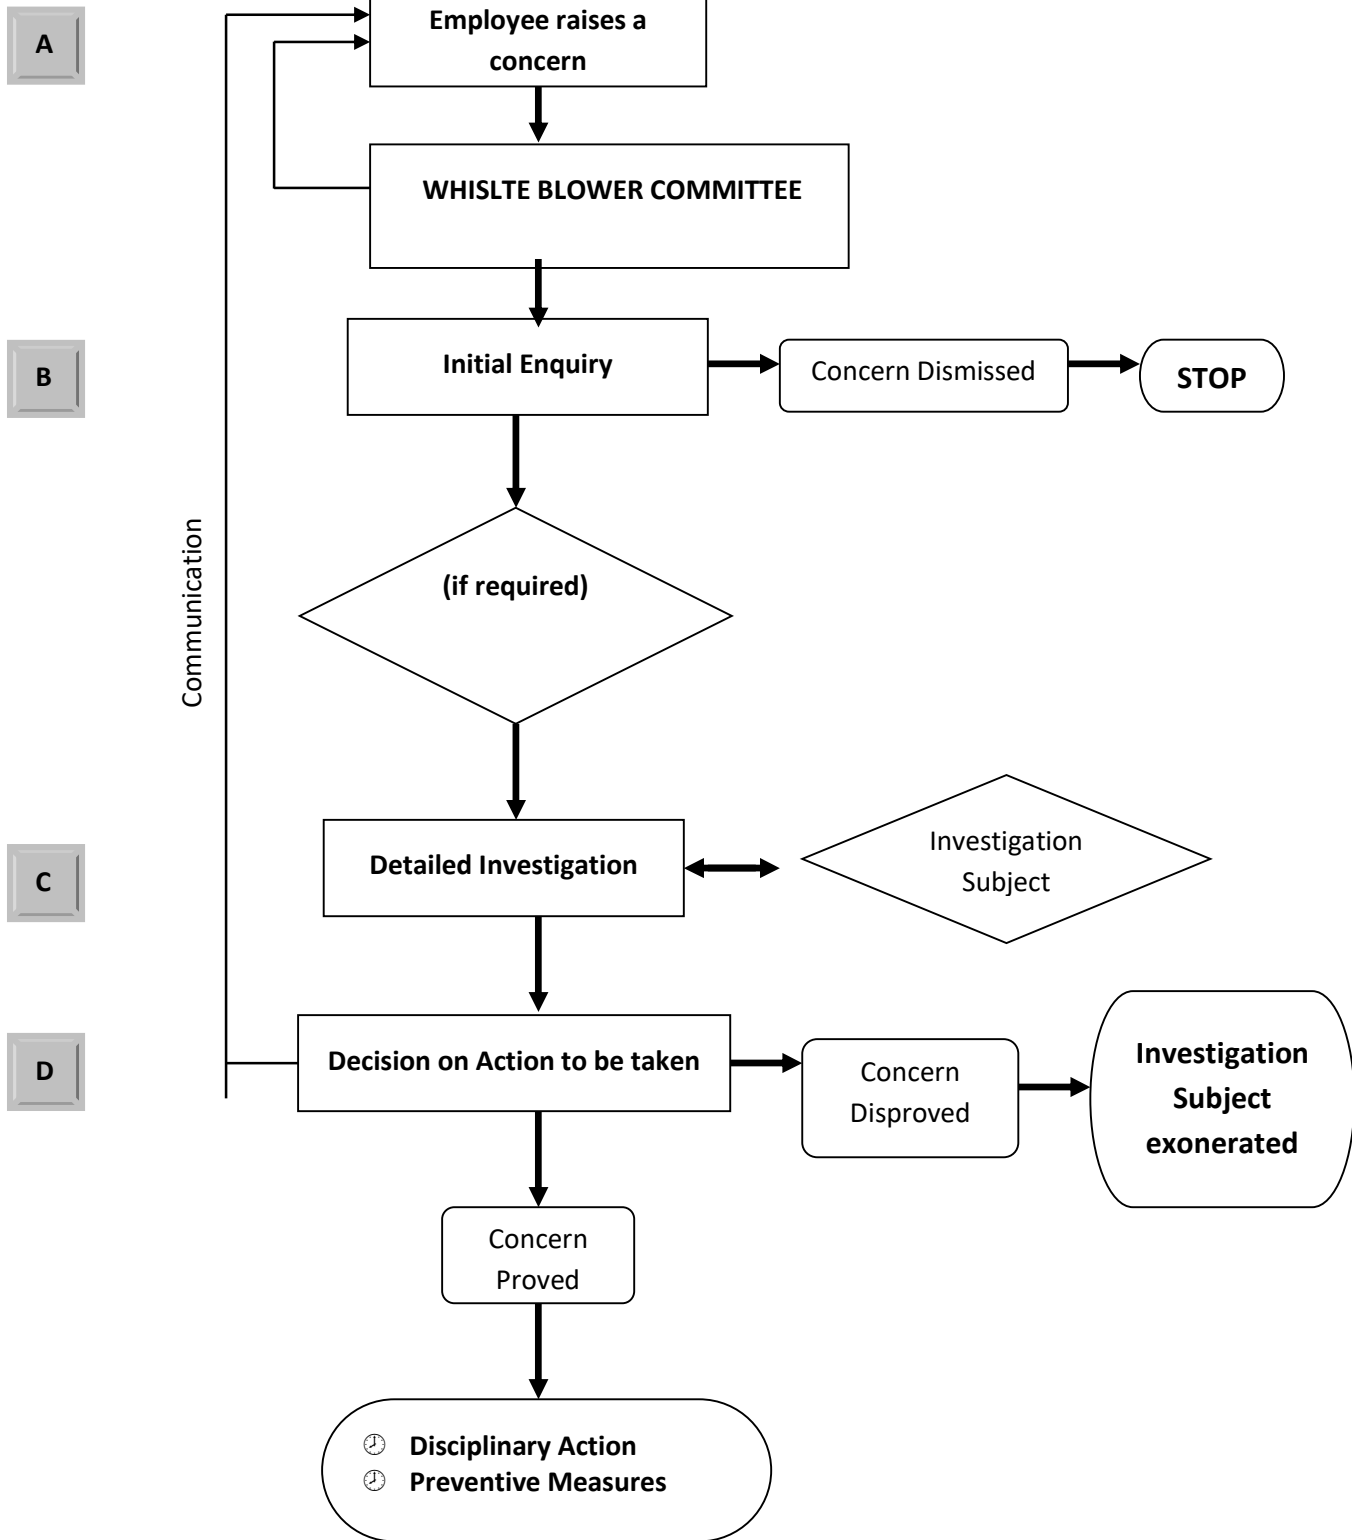 A
Employee raises a
concern
WHISLTE BLOWER COMMITTEE
B
Initial Enquiry
Concern Dismissed
STOP
(if required)
Communication
C
Detailed Investigation
Investigation
Subject
D
Decision on Action to be taken
Concern
Disproved
Investigation
Subject
exonerated
Concern
Proved
Disciplinary Action
Preventive Measures